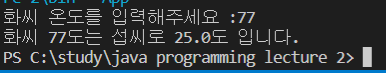 화씨 온도를 입력해주세요 :77
화씨 77도는 섭씨로 25.0도 입니다.
PS C:\study\java programming lecture 2>